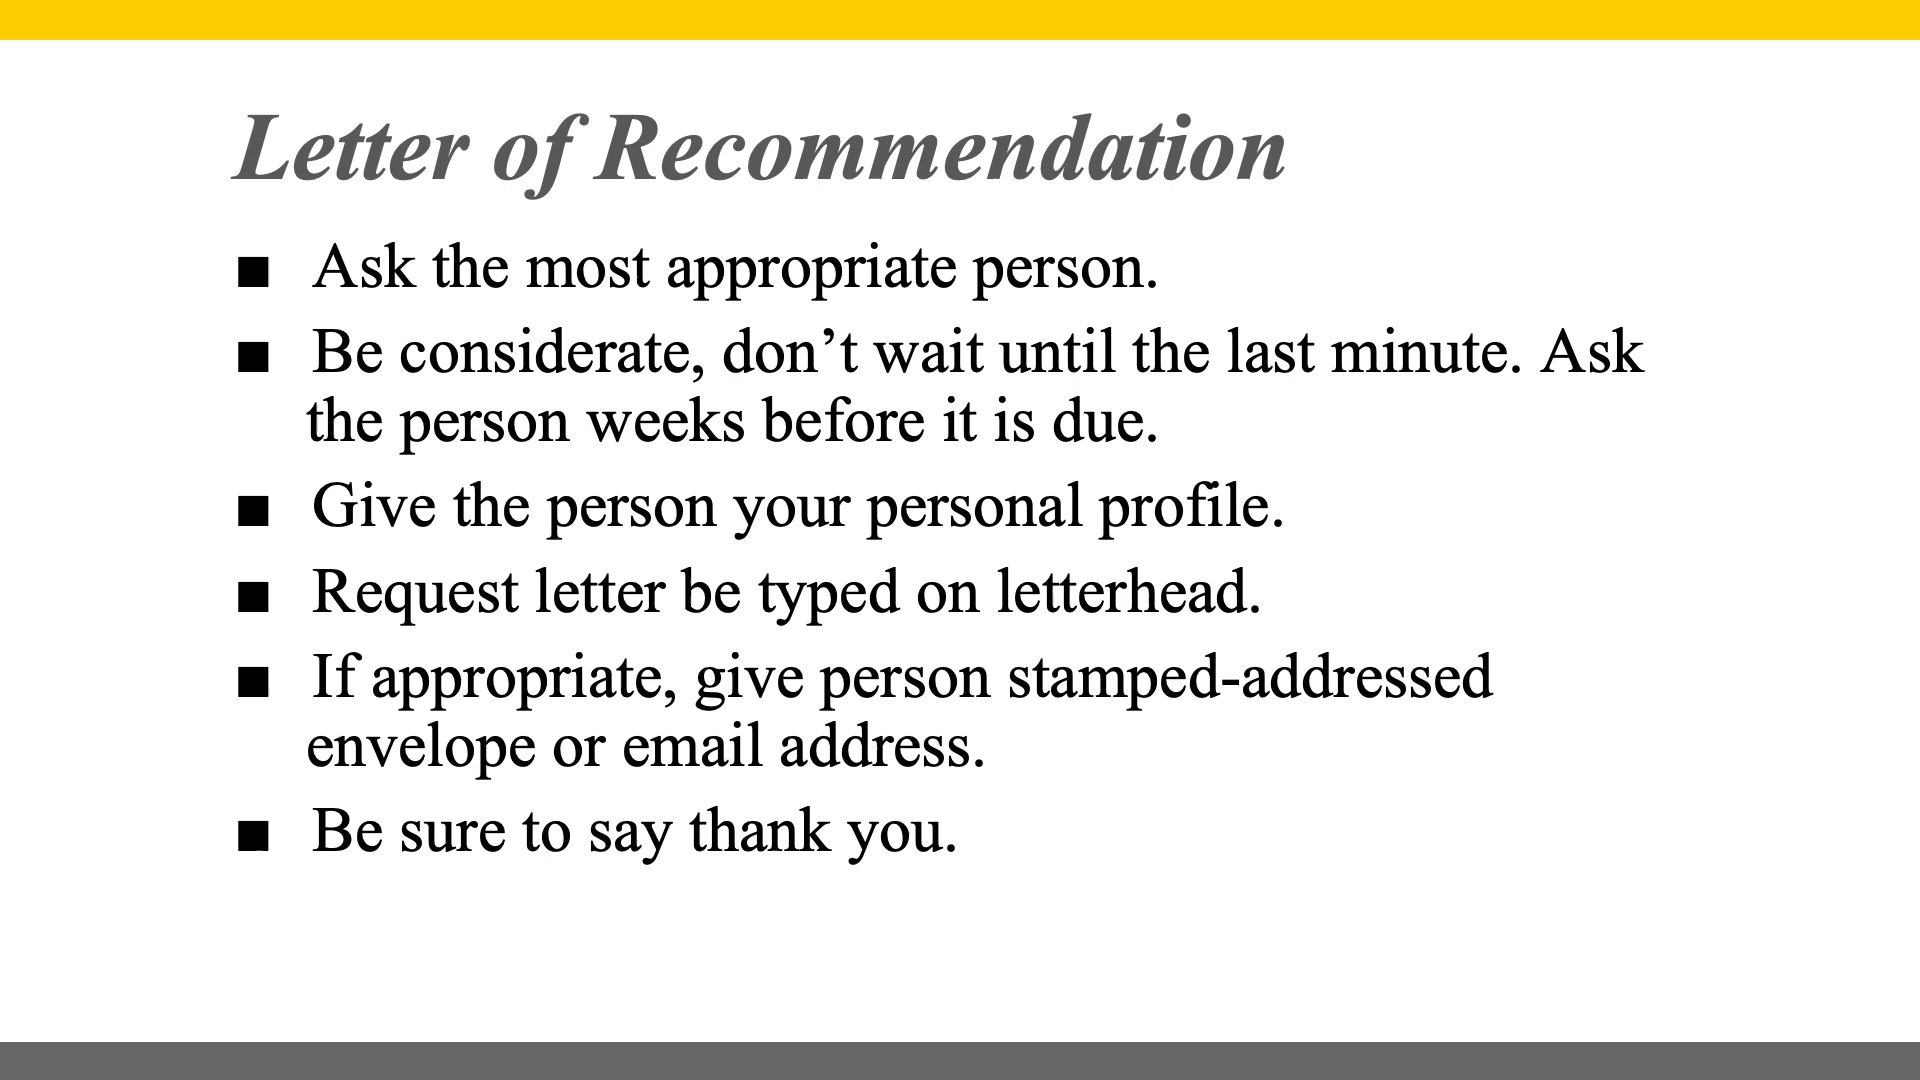 Letter of Recommendation
■ Ask the most appropriate person.
■ Be considerate, don’t wait until the last minute. Ask
the person weeks before it is due.
■ Give the person your personal profile.
■ Request letter be typed on letterhead.
■ If appropriate, give person stamped-addressed
envelope or email address.
■ Be sure to say thank you.